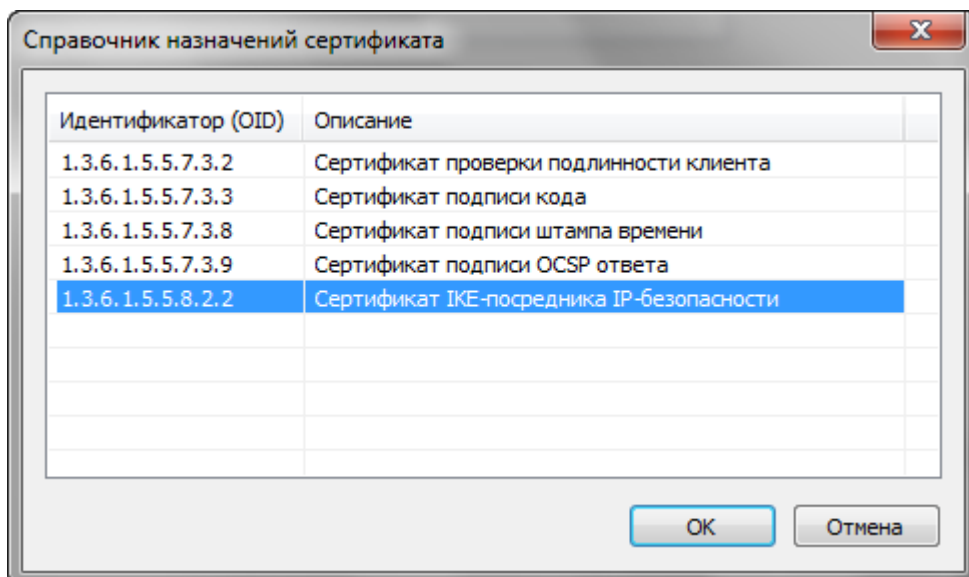 Справочник назначений сертификата
Идентификатор (OID) Описание
1.3.6.1.5.5.7.3.2 Сертификат проверки подлинности клиента
1.3.6.1.5.5.7.3.3 Сертификат подписи кода
1.3.6.1.5.5.7.3.8 Сертификат подписи штампа времени
1.3.6.1.5.5.7.3.9 Сертификат подписи OCSP ответа
1.3.6.1.5.5.8.2.2 Сертификат IKE-посредника IP-безопасности
ОК Отмена